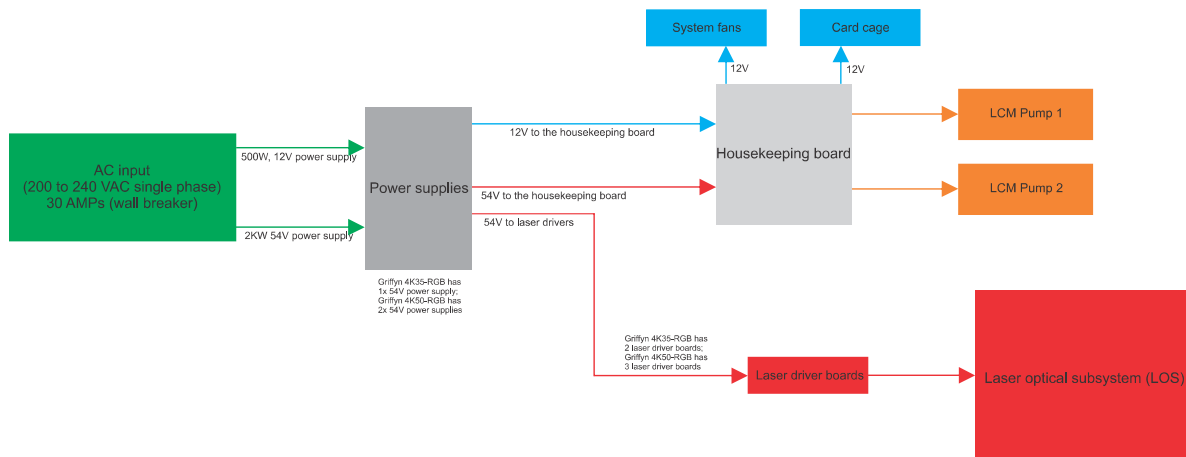 System fans
Card cage
12V
12V
LCM Pump 1
12V to the housekeeping board
500W, 12V power supply
Housekeeping board
AC input
(200 to 240 VAC single phase)
30 AMPs (wall breaker)
Power supplies
LCM Pump 2
54V to the housekeeping board
54V to laser drivers
2KW 54V power supply
Griffyn 4K35-RGB has
1x 54V power supply;
Griffyn 4K50-RGB has
2x 54V power supplies
Griffyn 4K35-RGB has
2 laser driver boards;
Griffyn 4K50-RGB has
3 laser driver boards
Laser driver boards
Laser optical subsystem (LOS)